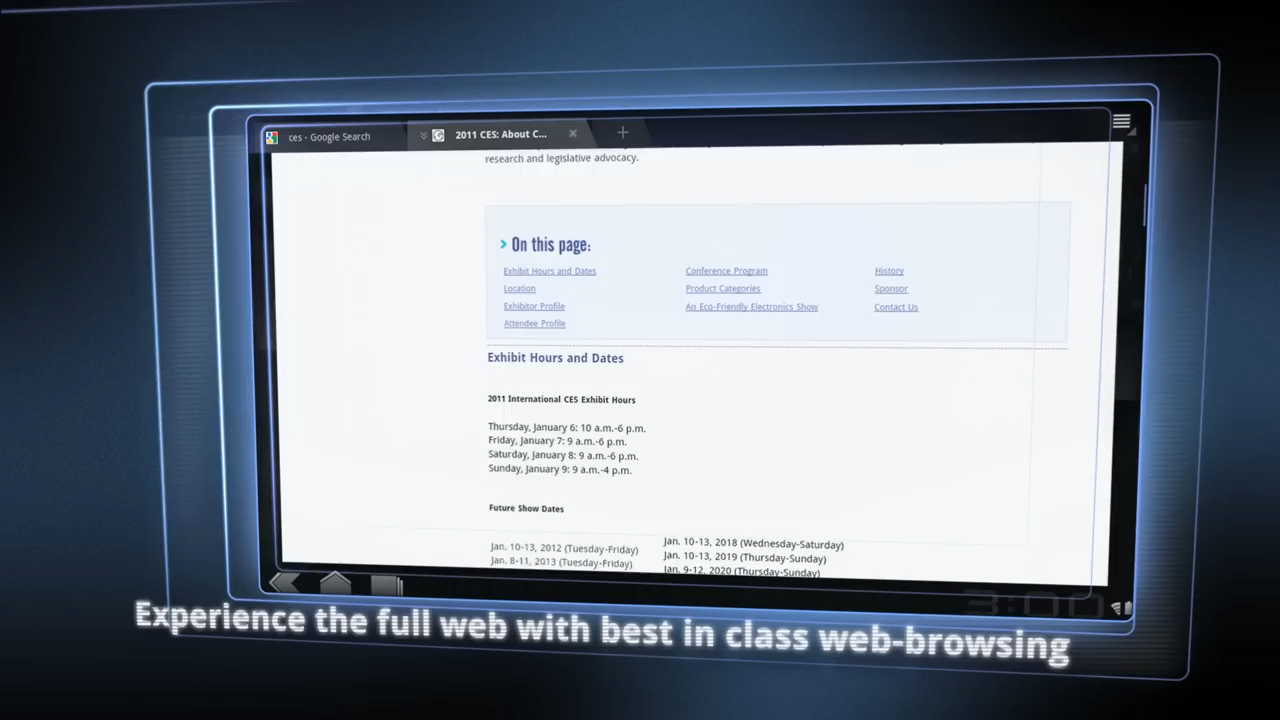 ces - Google Search
2011 CES: About C...
research and legislative advocacy.
On this page:
Exhibit Hours and Dates
Location
Exhibitor Profile
Attendee Profile
Conference Program
Product Categories
An Eco-Friendly Electronics Show
History
Sponsor
Contact Us
Exhibit Hours and Dates
2011 International CES Exhibit Hours
Thursday, January 6: 10 a.m.-6 p.m.
Friday, January 7: 9 a.m.-6 p.m.
Saturday, January 8: 9 a.m.-6 p.m.
Sunday, January 9: 9 a.m.-4 p.m.
Future Show Dates
Jan. 10-13, 2012 (Tuesday-Friday)
Jan. 8-11, 2013 (Tuesday-Friday)
Jan. 10-13, 2018 (Wednesday-Saturday)
Jan. 10-13, 2019 (Thursday-Sunday)
Jan. 9-12, 2020 (Thursday-Sunday)
3:00
Experience the full web with best in class web-browsing